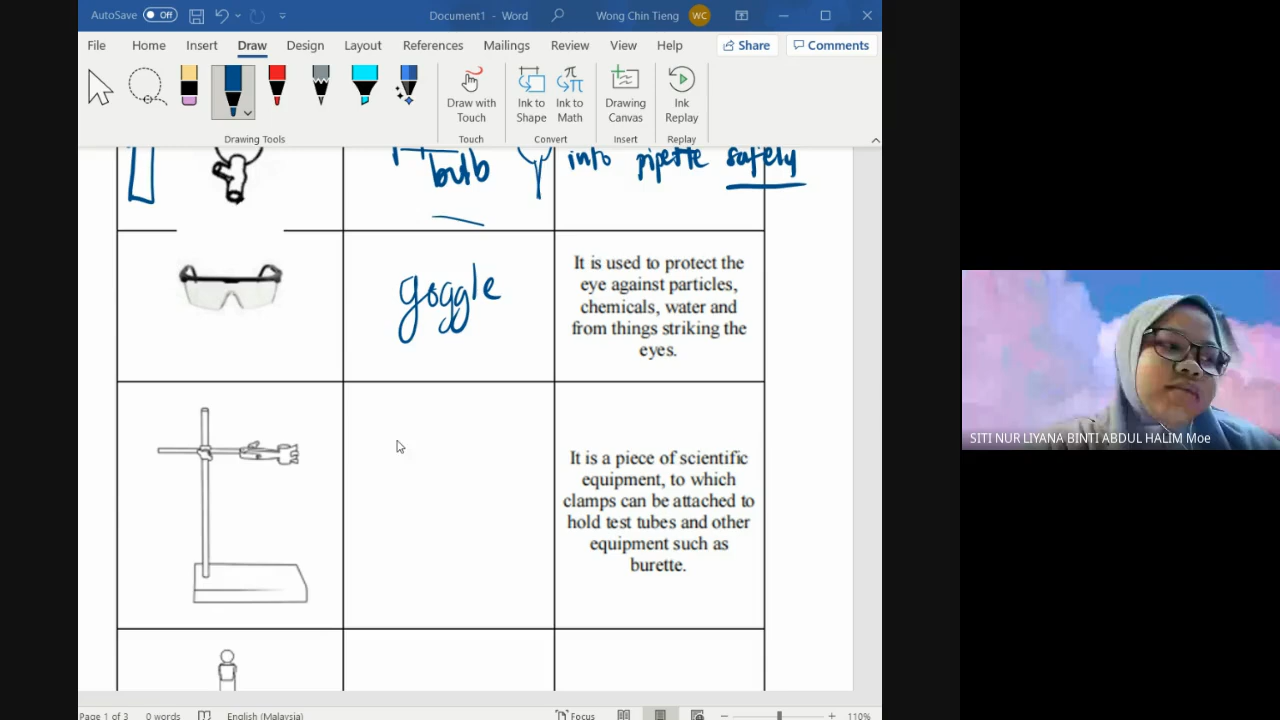 AutoSave Off Document1 - Word Wong Chin Tieng WC
File Home Insert Draw Design Layout References Mailings Review View Help Share Comments
Draw with Touch
Ink to Shape
Ink to Math
Drawing Canvas
Ink Replay
Drawing Tools Touch Convert Insert Replay
bulb into pipette safely
goggle
It is used to protect the
eye against particles,
chemicals, water and
from things striking the
eyes.
It is a piece of scientific
equipment, to which
clamps can be attached to
hold test tubes and other
equipment such as
burette.
SITI NUR LIYANA BINTI ABDUL HALIM Moe
Page 1 of 3 0 words English (Malaysia) Focus 110%